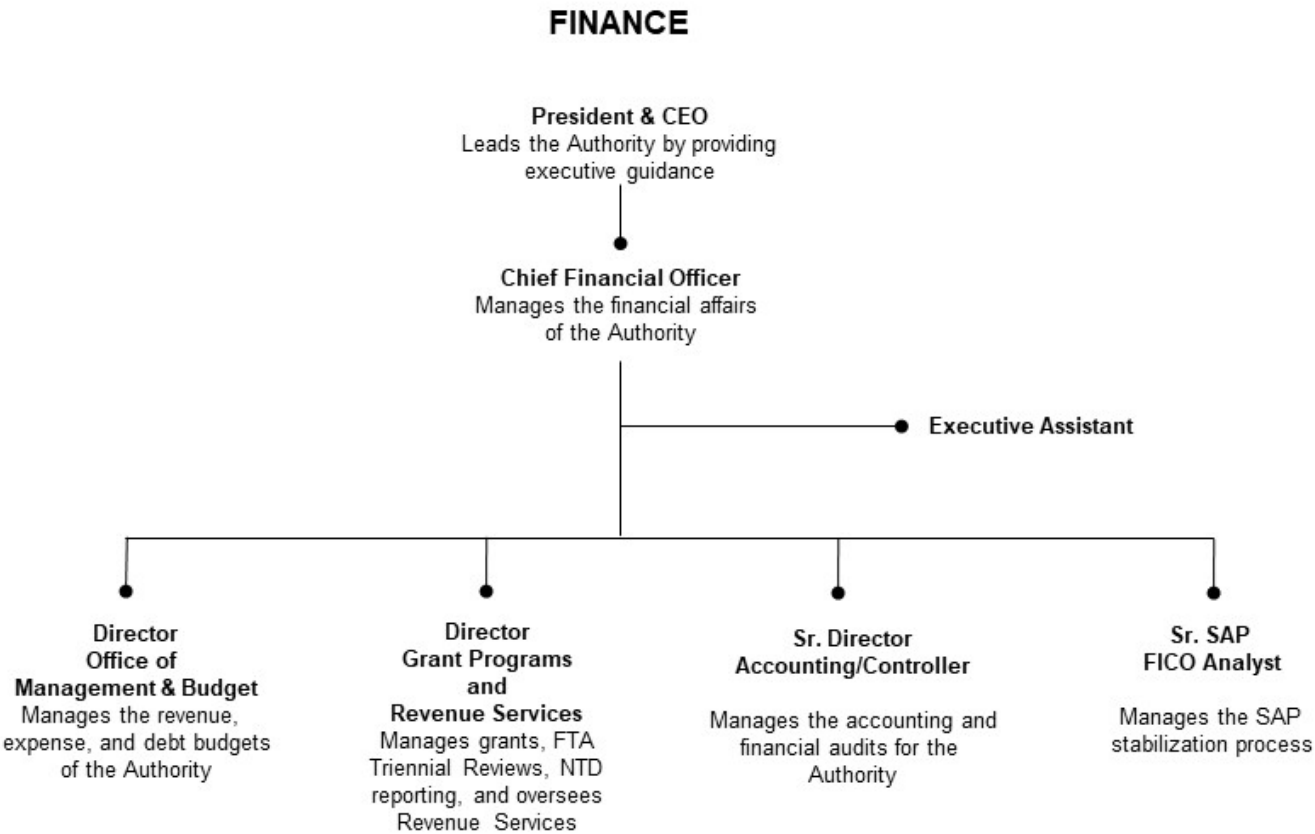 FINANCE
President & CEO
Leads the Authority by providing
executive guidance
Chief Financial Officer
Manages the financial affairs
of the Authority
Executive Assistant
Director
Office of
Management & Budget
Manages the revenue,
expense, and debt budgets
of the Authority
Director
Grant Programs
and
Revenue Services
Manages grants, FTA
Triennial Reviews, NTD
reporting, and oversees
Revenue Services
Sr. Director
Accounting/Controller
Manages the accounting and
financial audits for the
Authority
Sr. SAP
FICO Analyst
Manages the SAP
stabilization process